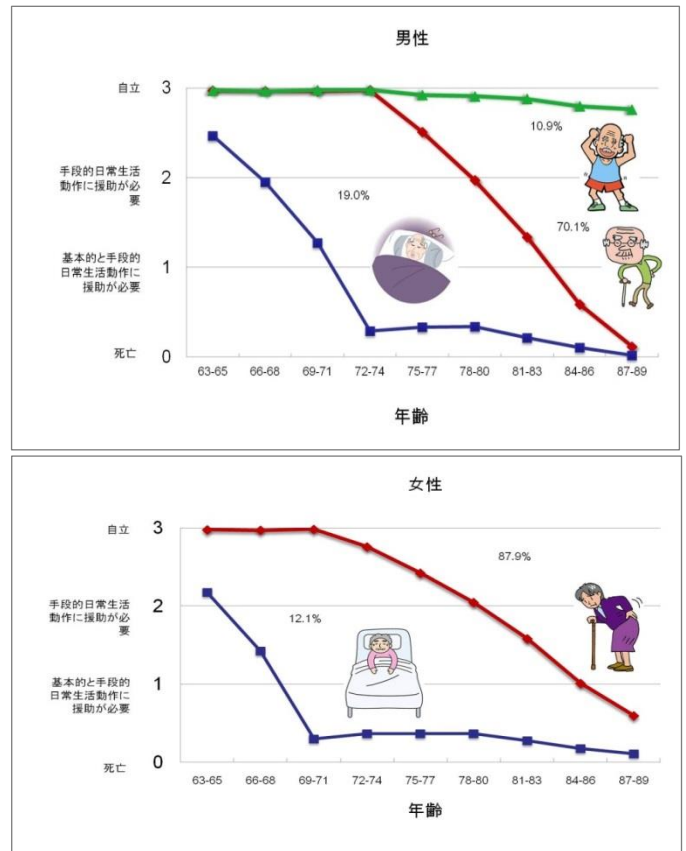 男性
自立
3
手段的日常生活
動作に援助が必
要
2
基本的と手段的
日常生活動作に
援助が必要
1
死亡
0
10.9%
19.0%
70.1%
63-65 66-68 69-71 72-74 75-77 78-80 81-83 84-86 87-89
年齢
女性
自立
3
手段的日常生活
動作に援助が必
要
2
基本的と手段的
日常生活動作に
援助が必要
1
死亡
0
87.9%
12.1%
63-65 66-68 69-71 72-74 75-77 78-80 81-83 84-86 87-89
年齢